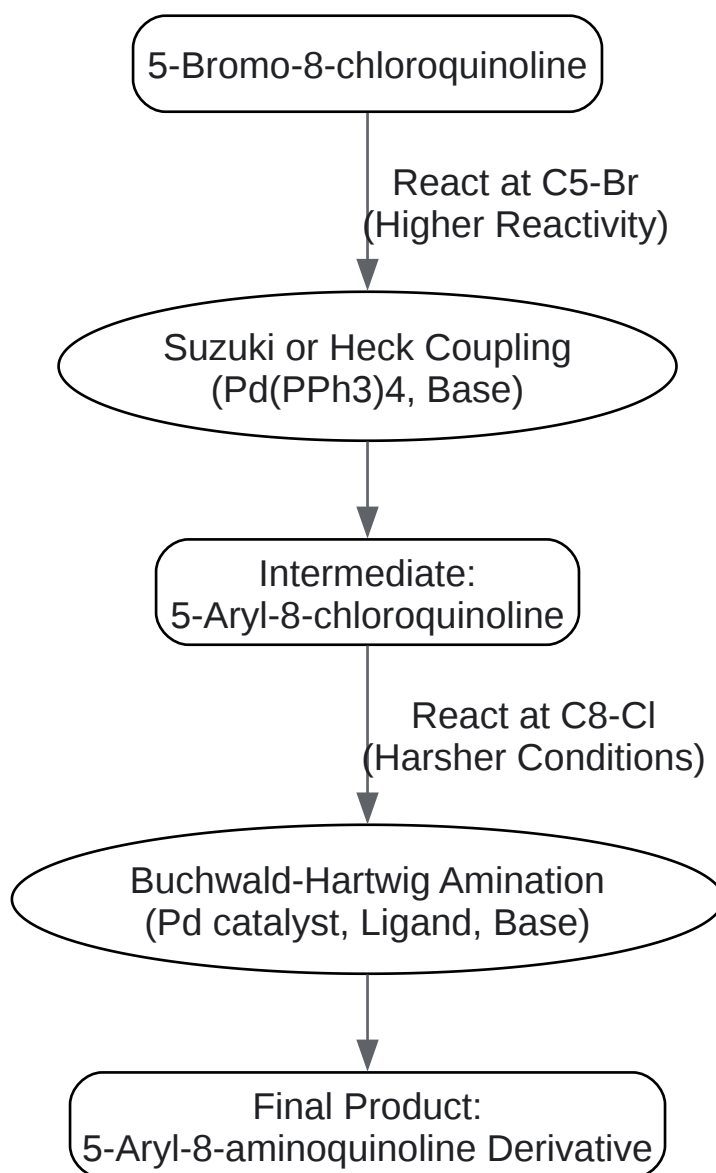 5-Bromo-8-chloroquinoline
React at C5-Br
(Higher Reactivity)
Suzuki or Heck Coupling
(Pd(PPh3)4, Base)
Intermediate:
5-Aryl-8-chloroquinoline
React at C8-Cl
(Harsher Conditions)
Buchwald-Hartwig Amination
(Pd catalyst, Ligand, Base)
Final Product:
5-Aryl-8-aminoquinoline Derivative